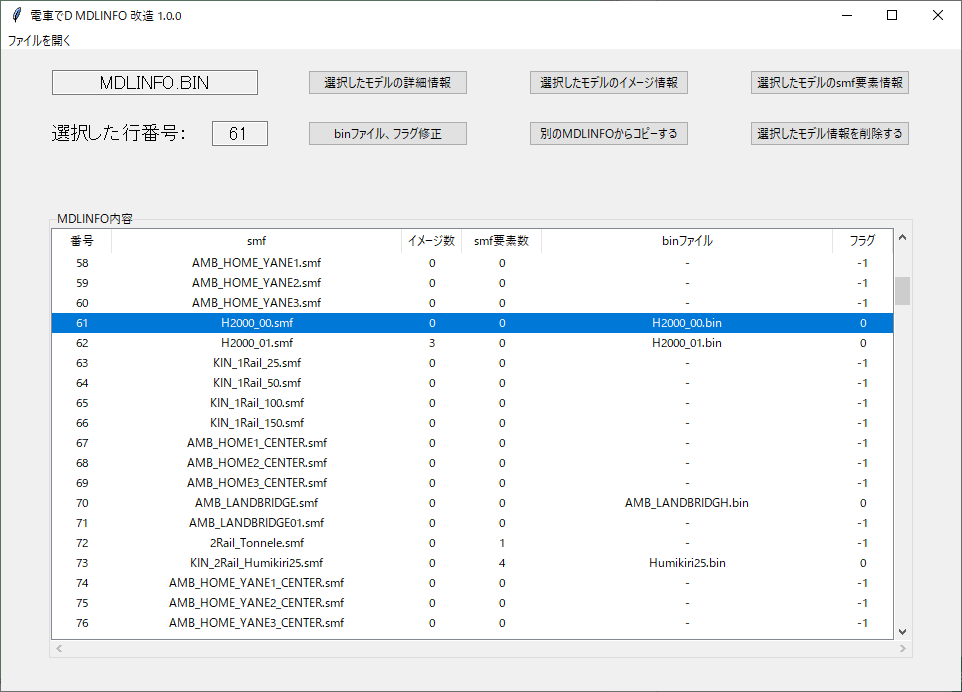 電車でD MDLINFO 改造 1.0.0
ファイルを開く
MDLINFO.BIN 選択したモデルの詳細情報 選択したモデルのイメージ情報 選択したモデルのsmf要素情報
選択した行番号: 61 binファイル、フラグ修正 別のMDLINFOからコピーする 選択したモデル情報を削除する
MDLINFO内容
番号 smf イメージ数 smf要素数 binファイル フラグ
58 AMB_HOME_YANE1.smf 0 0 - -1
59 AMB_HOME_YANE2.smf 0 0 - -1
60 AMB_HOME_YANE3.smf 0 0 - -1
61 H2000_00.smf 0 0 H2000_00.bin 0
62 H2000_01.smf 3 0 H2000_01.bin 0
63 KIN_1Rail_25.smf 0 0 - -1
64 KIN_1Rail_50.smf 0 0 - -1
65 KIN_1Rail_100.smf 0 0 - -1
66 KIN_1Rail_150.smf 0 0 - -1
67 AMB_HOME1_CENTER.smf 0 0 - -1
68 AMB_HOME2_CENTER.smf 0 0 - -1
69 AMB_HOME3_CENTER.smf 0 0 - -1
70 AMB_LANDBRIDGE.smf 0 0 AMB_LANDBRIDGH.bin 0
71 AMB_LANDBRIDGE01.smf 0 0 - -1
72 2Rail_Tonnele.smf 0 1 - -1
73 KIN_2Rail_Humikiri25.smf 0 4 Humikiri25.bin 0
74 AMB_HOME_YANE1_CENTER.smf 0 0 - -1
75 AMB_HOME_YANE2_CENTER.smf 0 0 - -1
76 AMB_HOME_YANE3_CENTER.smf 0 0 - -1